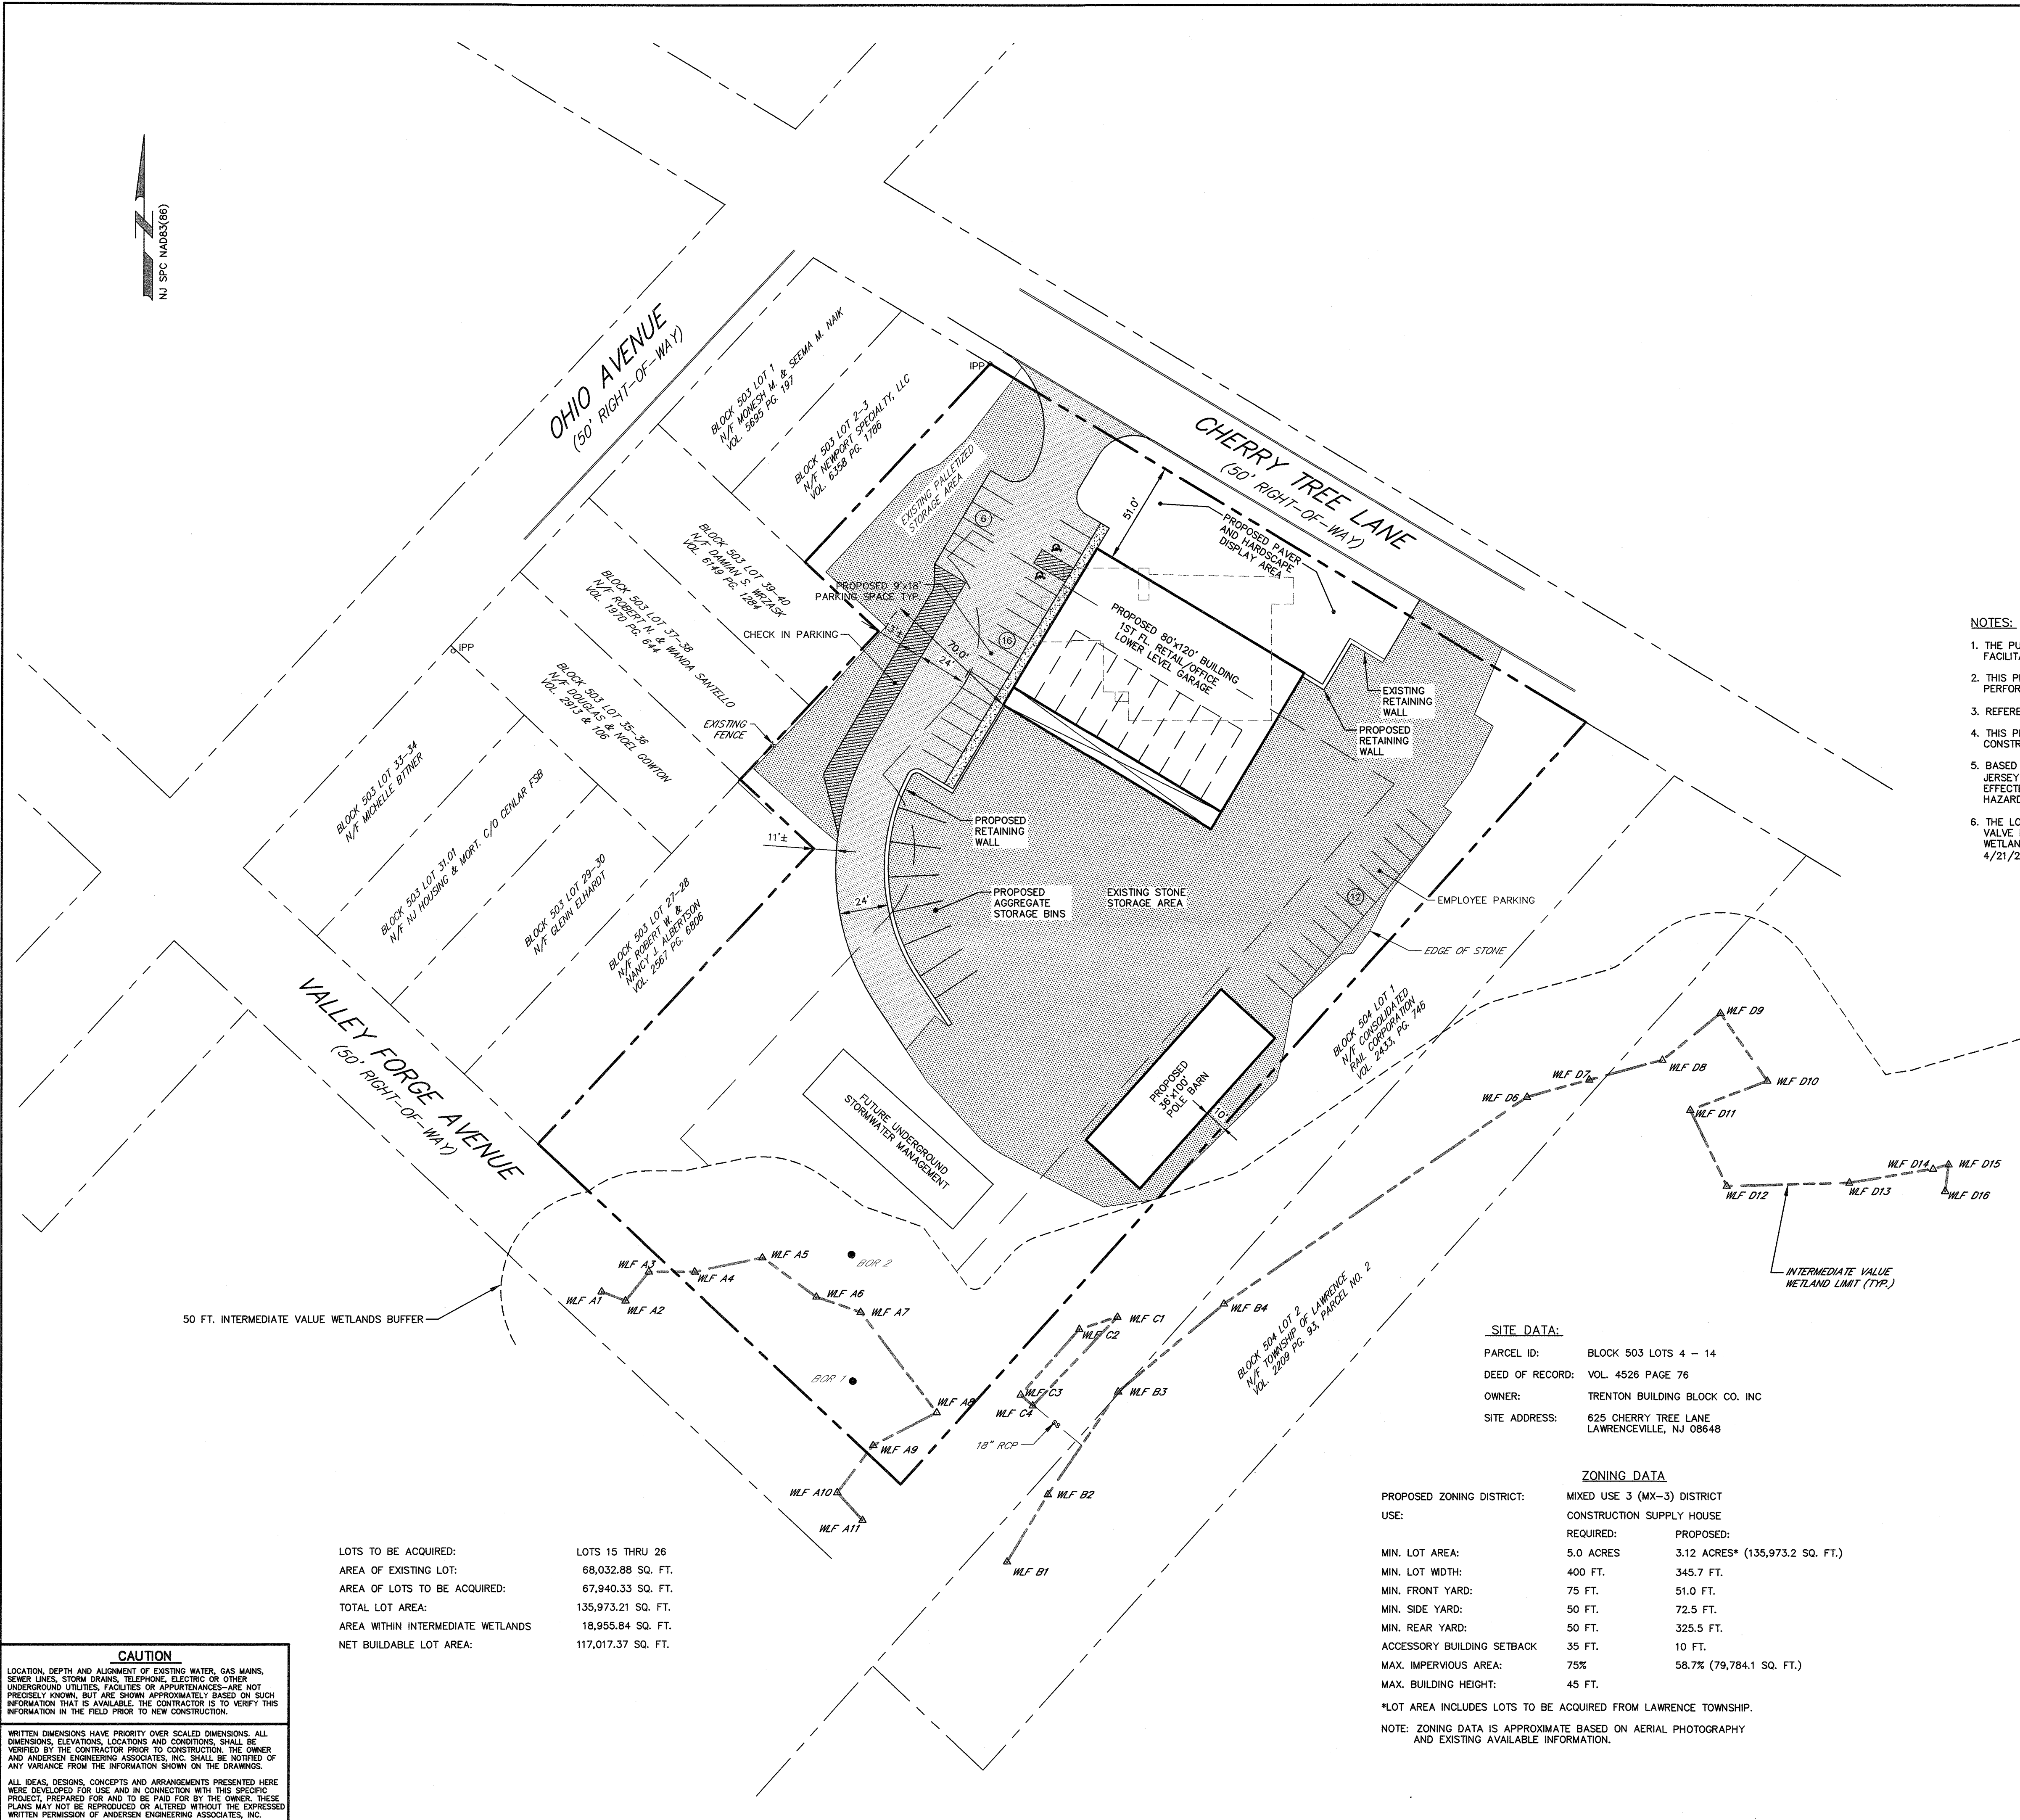 NJ SPC NAD83(86)
OHIO AVENUE
(50' RIGHT-OF-WAY)
CHERRY TREE LANE
(50' RIGHT-OF-WAY)
VALLEY FORGE AVENUE
(50' RIGHT-OF-WAY)
BLOCK 503 LOT 1
N/F MONESH M. & SEEMA M. NAIK
VOL. 5695 PG. 197
BLOCK 503 LOT 2-3
N/F NEWPORT SPECIALTY, LLC
VOL. 6358 PG. 1786
IPP
EXISTING PALLETIZED
STORAGE AREA
6
51.0'
PROPOSED PAVER
AND HARDSCAPE
DISPLAY AREA
BLOCK 503 LOT 39-40
N/F DAMIAN S. WRZASK
VOL. 6149 PG. 1284
PROPOSED 9'x18'
PARKING SPACE TYP.
BLOCK 503 LOT 37-38
N/F ROBERT N. & WANDA SANTELLO
VOL. 1970 PG. 644
CHECK IN PARKING
13'±
70.0'
24'
16
PROPOSED 80'x120' BUILDING
1ST FL. RETAIL/OFFICE
LOWER LEVEL GARAGE
IPP
BLOCK 503 LOT 35-36
N/F DOUGLAS & NOEL GOWTON
VOL. 2913 & 106
EXISTING
FENCE
EXISTING
RETAINING
WALL
PROPOSED
RETAINING
WALL
BLOCK 503 LOT 33-34
N/F MICHELLE BTTNER
BLOCK 503 LOT 31.01
N/F NJ HOUSING & MORT. C/O CENLAR FSB
BLOCK 503 LOT 29-30
N/F GLENN ELHARDT
BLOCK 503 LOT 27-28
N/F ROBERT W. &
NANCY J. ALBERTSON
VOL. 2567 PG. 6806
11'±
24'
PROPOSED
RETAINING
WALL
PROPOSED
AGGREGATE
STORAGE BINS
EXISTING STONE
STORAGE AREA
12
EMPLOYEE PARKING
EDGE OF STONE
BLOCK 504 LOT 1
N/F CONSOLIDATED
RAIL CORPORATION
VOL. 2433, PG. 746
PROPOSED
36'x100'
POLE BARN
10'
FUTURE UNDERGROUND
STORMWATER MANAGEMENT
NOTES:
1. THE PU
FACILITA
2. THIS P
PERFOR
3. REFERE
4. THIS P
CONSTR
5. BASED
JERSEY
EFFECTE
HAZARD
6. THE LO
VALVE
WETLAN
4/21/2
WLF D9
WLF D8
WLF D7
WLF D10
WLF D6
WLF D11
WLF D14
WLF D15
WLF D12
WLF D13
WLF D16
INTERMEDIATE VALUE
WETLAND LIMIT (TYP.)
50 FT. INTERMEDIATE VALUE WETLANDS BUFFER
WLF A1
WLF A2
WLF A3
WLF A4
WLF A5
WLF A6
WLF A7
WLF A8
WLF A9
WLF A10
WLF A11
BOR 2
BOR 1
WLF C1
WLF C2
WLF C3
WLF C4
18" RCP
WLF B4
WLF B3
WLF B2
WLF B1
BLOCK 504 LOT 2
N/F TOWNSHIP OF LAWRENCE
VOL. 2209 PG. 93, PARCEL NO. 2
SITE DATA:
PARCEL ID: BLOCK 503 LOTS 4 - 14
DEED OF RECORD: VOL. 4526 PAGE 76
OWNER: TRENTON BUILDING BLOCK CO. INC
SITE ADDRESS: 625 CHERRY TREE LANE
LAWRENCEVILLE, NJ 08648
ZONING DATA
PROPOSED ZONING DISTRICT: MIXED USE 3 (MX-3) DISTRICT
USE: CONSTRUCTION SUPPLY HOUSE
REQUIRED: PROPOSED:
MIN. LOT AREA: 5.0 ACRES 3.12 ACRES* (135,973.2 SQ. FT.)
MIN. LOT WIDTH: 400 FT. 345.7 FT.
MIN. FRONT YARD: 75 FT. 51.0 FT.
MIN. SIDE YARD: 50 FT. 72.5 FT.
MIN. REAR YARD: 50 FT. 325.5 FT.
ACCESSORY BUILDING SETBACK 35 FT. 10 FT.
MAX. IMPERVIOUS AREA: 75% 58.7% (79,784.1 SQ. FT.)
MAX. BUILDING HEIGHT: 45 FT.
*LOT AREA INCLUDES LOTS TO BE ACQUIRED FROM LAWRENCE TOWNSHIP.
NOTE: ZONING DATA IS APPROXIMATE BASED ON AERIAL PHOTOGRAPHY
AND EXISTING AVAILABLE INFORMATION.
LOTS TO BE ACQUIRED: LOTS 15 THRU 26
AREA OF EXISTING LOT: 68,032.88 SQ. FT.
AREA OF LOTS TO BE ACQUIRED: 67,940.33 SQ. FT.
TOTAL LOT AREA: 135,973.21 SQ. FT.
AREA WITHIN INTERMEDIATE WETLANDS 18,955.84 SQ. FT.
NET BUILDABLE LOT AREA: 117,017.37 SQ. FT.
CAUTION
LOCATION, DEPTH AND ALIGNMENT OF EXISTING WATER, GAS MAINS,
SEWER LINES, STORM DRAINS, TELEPHONE, ELECTRIC OR OTHER
UNDERGROUND UTILITIES, FACILITIES OR APPURTENANCES-ARE NOT
PRECISELY KNOWN, BUT ARE SHOWN APPROXIMATELY BASED ON SUCH
INFORMATION THAT IS AVAILABLE. THE CONTRACTOR IS TO VERIFY THIS
INFORMATION IN THE FIELD PRIOR TO NEW CONSTRUCTION.
WRITTEN DIMENSIONS HAVE PRIORITY OVER SCALED DIMENSIONS. ALL
DIMENSIONS, ELEVATIONS, LOCATIONS AND CONDITIONS, SHALL BE
VERIFIED BY THE CONTRACTOR PRIOR TO CONSTRUCTION. THE OWNER
AND ANDERSEN ENGINEERING ASSOCIATES, INC. SHALL BE NOTIFIED OF
ANY VARIANCE FROM THE INFORMATION SHOWN ON THE DRAWINGS.
ALL IDEAS, DESIGNS, CONCEPTS AND ARRANGEMENTS PRESENTED HERE
WERE DEVELOPED FOR USE AND IN CONNECTION WITH THIS SPECIFIC
PROJECT, PREPARED FOR AND TO BE PAID FOR BY THE OWNER. THESE
PLANS MAY NOT BE REPRODUCED OR ALTERED WITHOUT THE EXPRESSED
WRITTEN PERMISSION OF ANDERSEN ENGINEERING ASSOCIATES, INC.